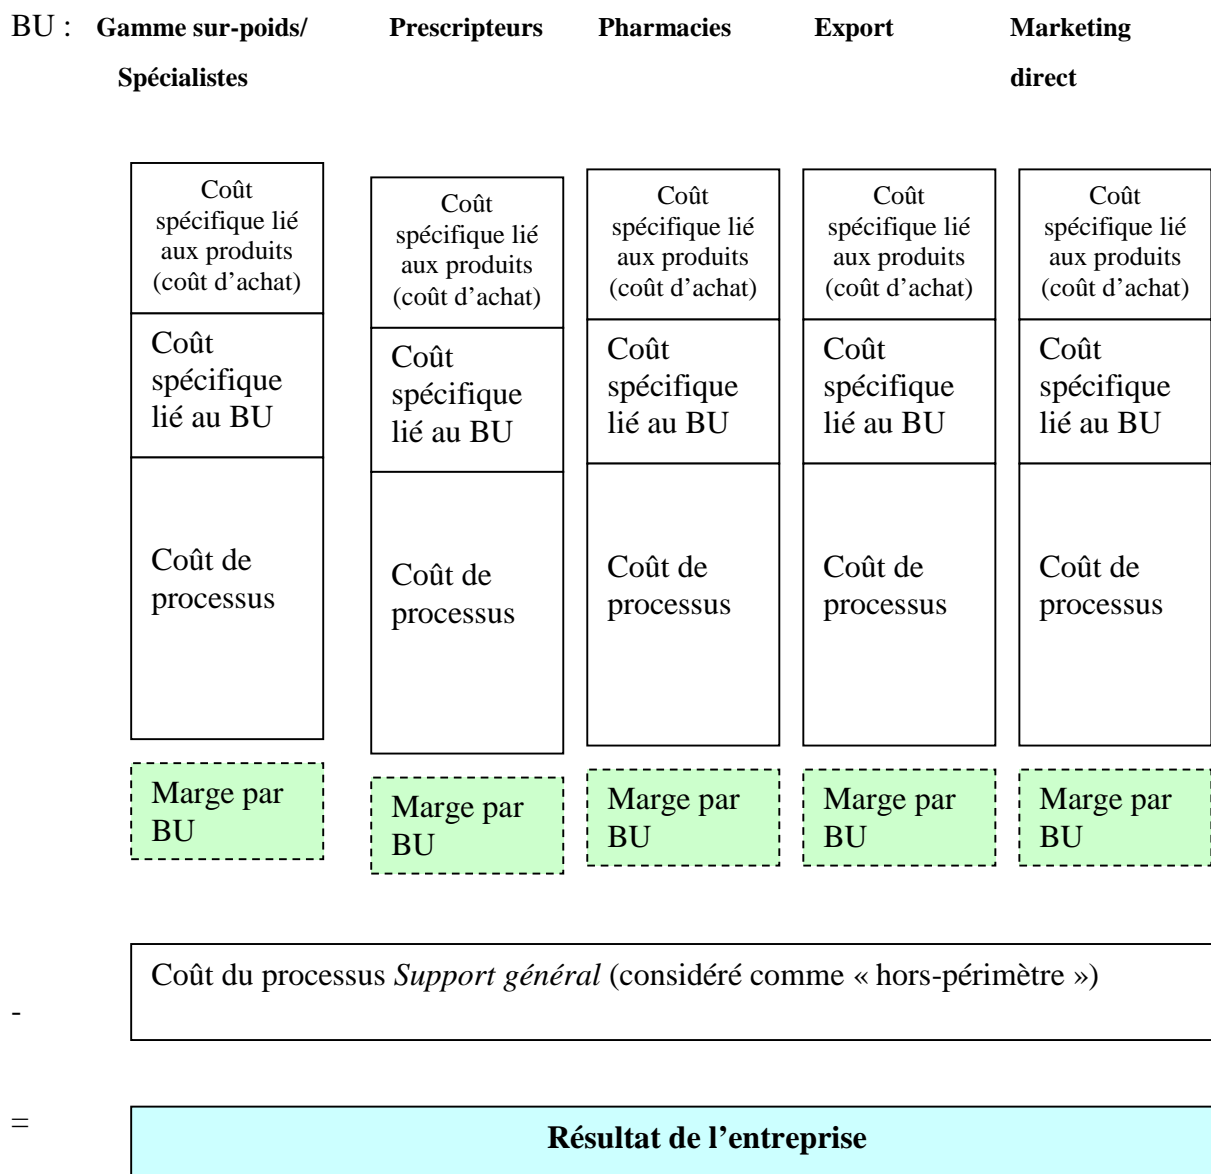 BU : Gamme sur-poids/ Prescripteurs Pharmacies Export Marketing
Spécialistes direct
Coût
spécifique lié
aux produits
(coût d'achat)
Coût
spécifique
lié au BU
Coût de
processus
Marge par
BU
Coût
spécifique lié
aux produits
(coût d'achat)
Coût
spécifique
lié au BU
Coût de
processus
Marge par
BU
Coût
spécifique lié
aux produits
(coût d'achat)
Coût
spécifique
lié au BU
Coût de
processus
Marge par
BU
Coût
spécifique lié
aux produits
(coût d'achat)
Coût
spécifique
lié au BU
Coût de
processus
Marge par
BU
Coût
spécifique lié
aux produits
(coût d'achat)
Coût
spécifique
lié au BU
Coût de
processus
Marge par
BU
Coût du processus Support général (considéré comme « hors-périmètre »)
-
= Résultat de l'entreprise